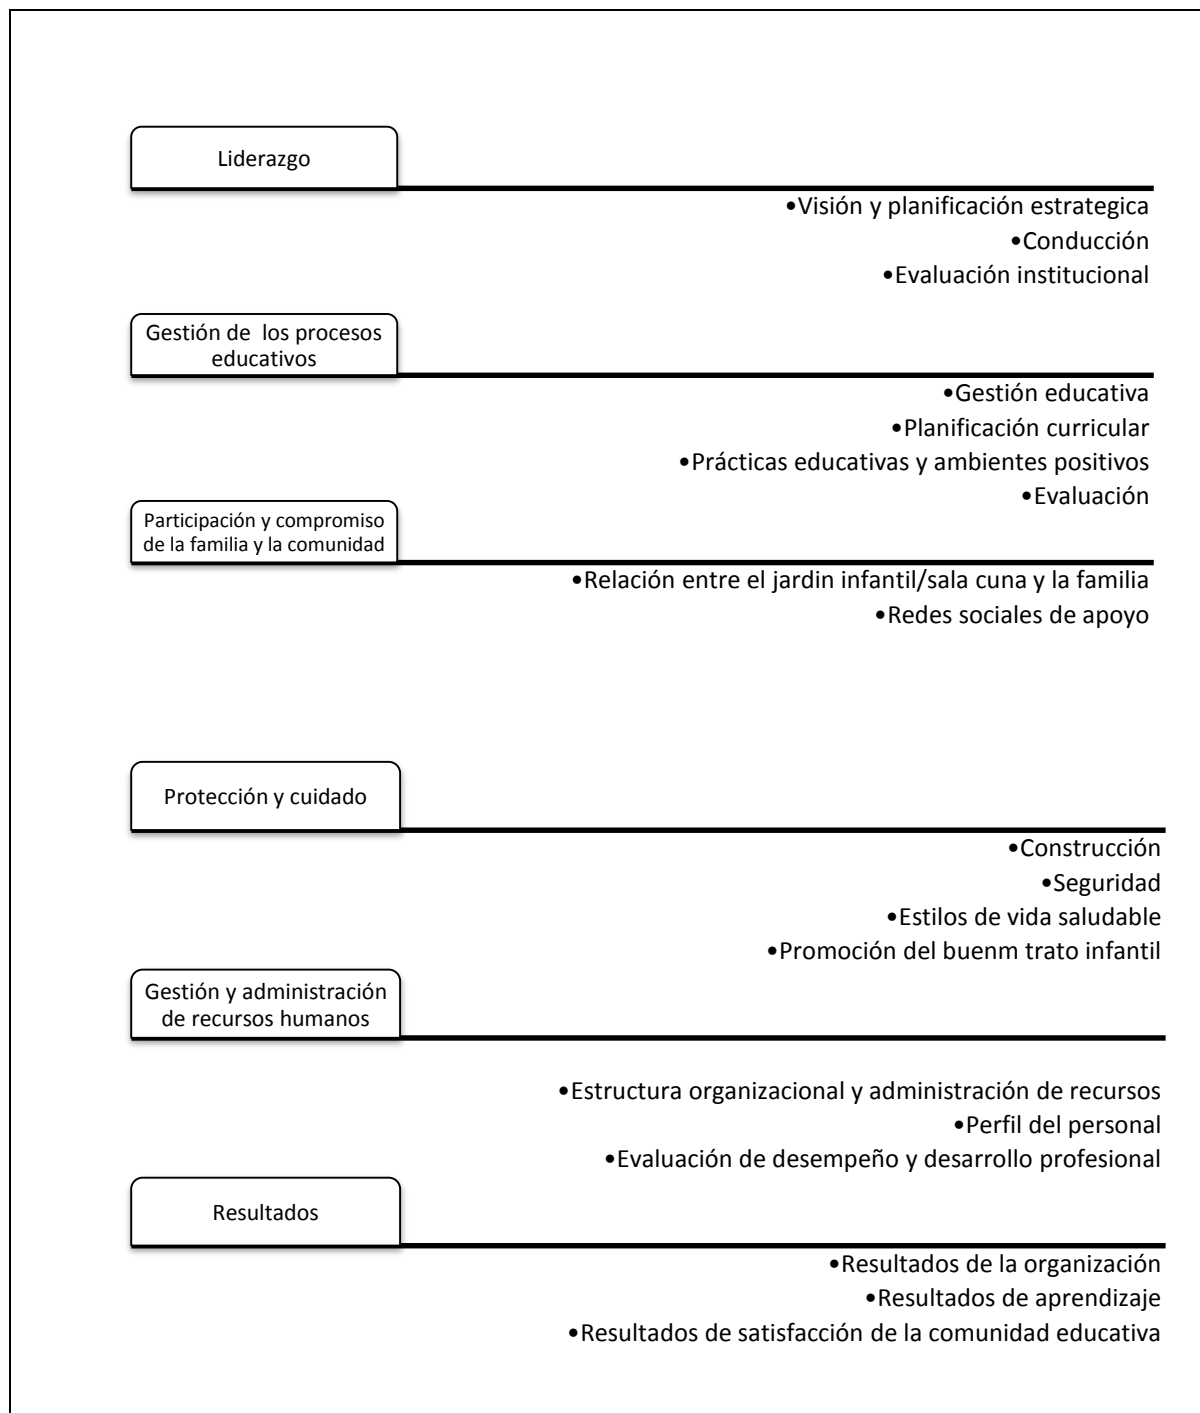 Liderazgo
•Visión y planificación estrategica
•Conducción
•Evaluación institucional
Gestión de  los procesos
educativos
•Gestión educativa
•Planificación curricular
•Prácticas educativas y ambientes positivos
•Evaluación
Participación y compromiso
de la familia y la comunidad
•Relación entre el jardin infantil/sala cuna y la familia
•Redes sociales de apoyo
Protección y cuidado
•Construcción
•Seguridad
•Estilos de vida saludable
•Promoción del buenm trato infantil
Gestión y administración
de recursos humanos
•Estructura organizacional y administración de recursos
•Perfil del personal
•Evaluación de desempeño y desarrollo profesional
Resultados
•Resultados de la organización
•Resultados de aprendizaje
•Resultados de satisfacción de la comunidad educativa